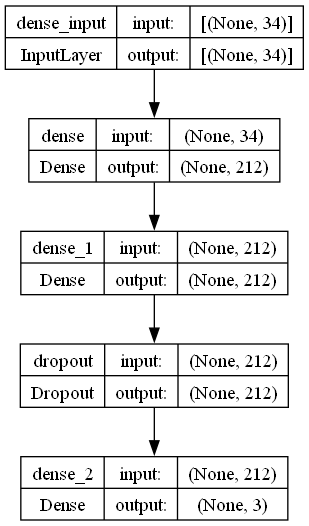 dense_input input: [(None, 34)]
InputLayer output: [(None, 34)]
dense input: (None, 34)
Dense output: (None, 212)
dense_1 input: (None, 212)
Dense output: (None, 212)
dropout input: (None, 212)
Dropout output: (None, 212)
dense_2 input: (None, 212)
Dense output: (None, 3)